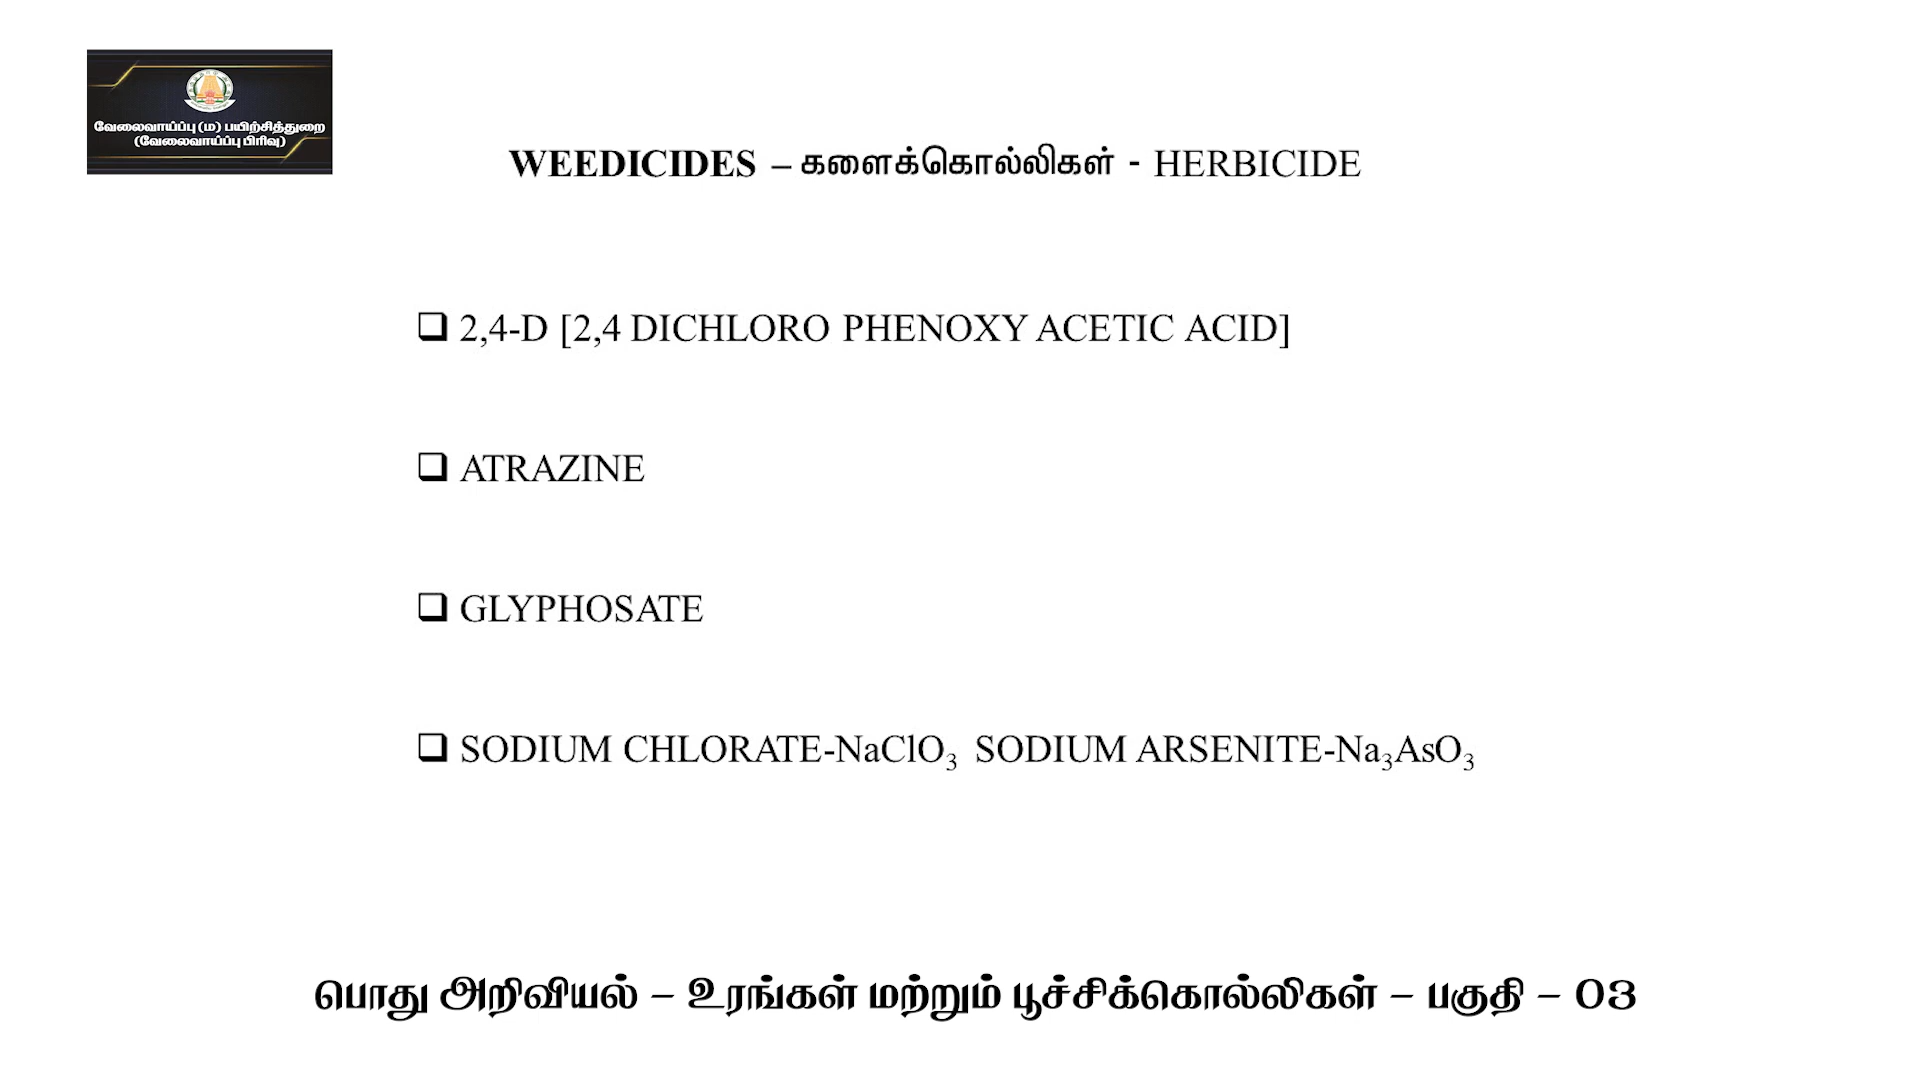 வேலைவாய்ப்பு (ம) பயிற்சித்துறை
(வேலைவாய்ப்பு பிரிவு)
WEEDICIDES – களைக்கொல்லிகள் - HERBICIDE
❑ 2,4-D [2,4 DICHLORO PHENOXY ACETIC ACID]
❑ ATRAZINE
❑ GLYPHOSATE
❑ SODIUM CHLORATE-NaClO₃ SODIUM ARSENITE-Na₃AsO₃
பொது அறிவியல் – உரங்கள் மற்றும் பூச்சிக்கொல்லிகள் – பகுதி – 03